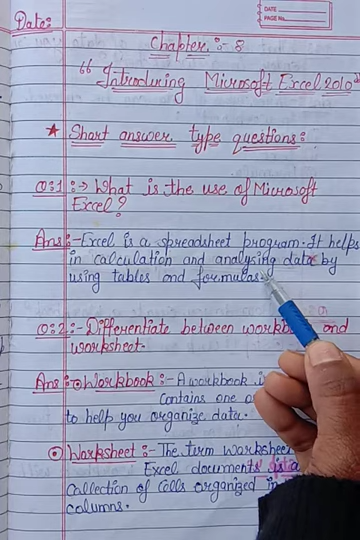 DATE
PAGE No.
Date:
Chapter :- 8
"Introducing Microsoft Excel 2010"
★ Short answer type questions:
Q:1 :-> What is the use of Microsoft
Excel?
Ans:- Excel is a spreadsheet program. It helps
in calculation and analysing data by
using tables and formulas
Q:2:- Differentiate between and
worksheet.
Ans:- Workbook :- A workbook
contains one
to help you organize data.
Worksheet :- The term worksheet
Excel documents is a
collection of cells organized in
columns.